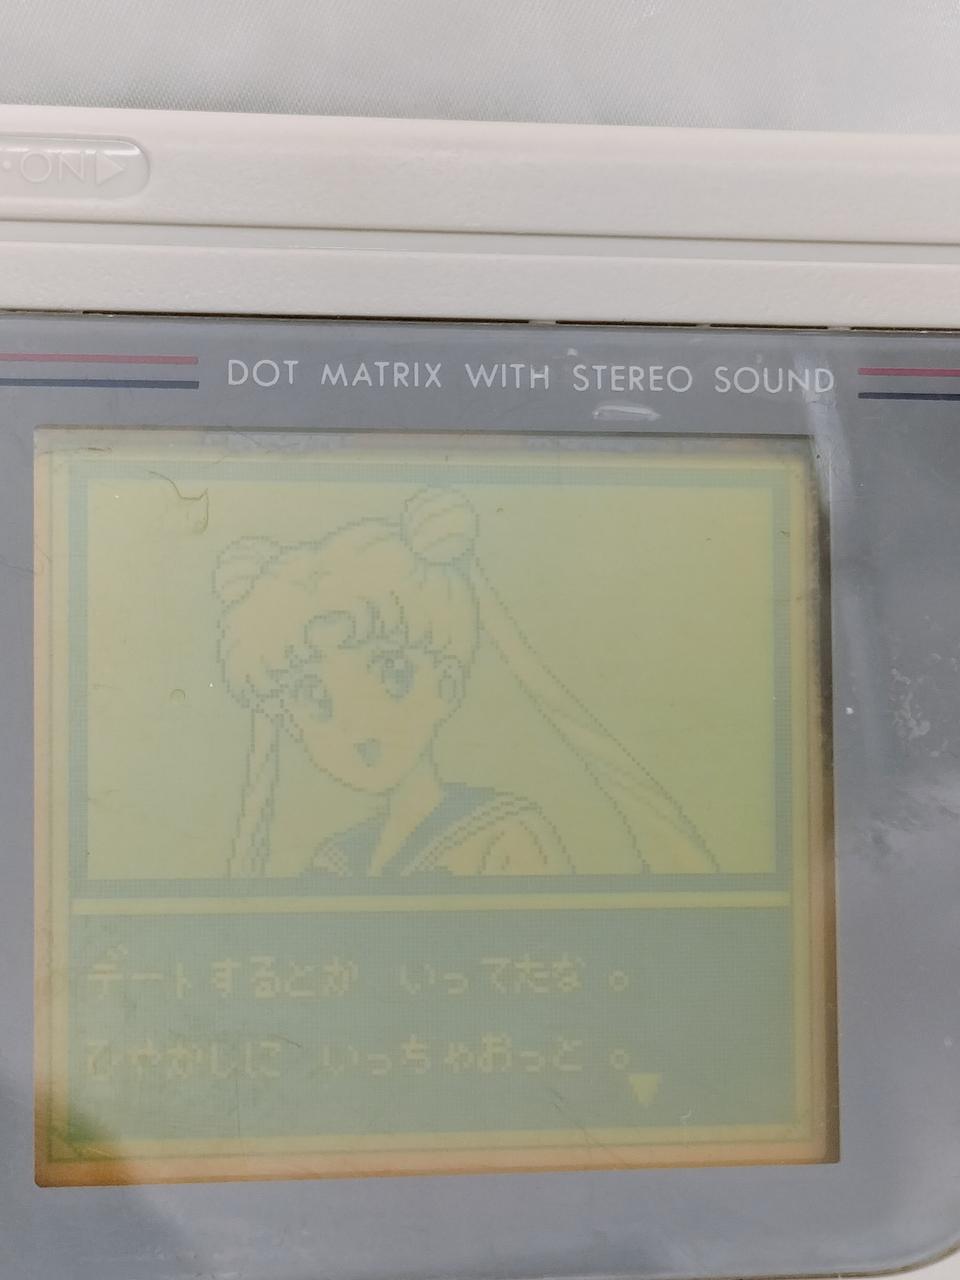 ·ON
DOT MATRIX WITH STEREO SOUND
デートするとか いってたな。
ひやかしに いっちゃおっと。